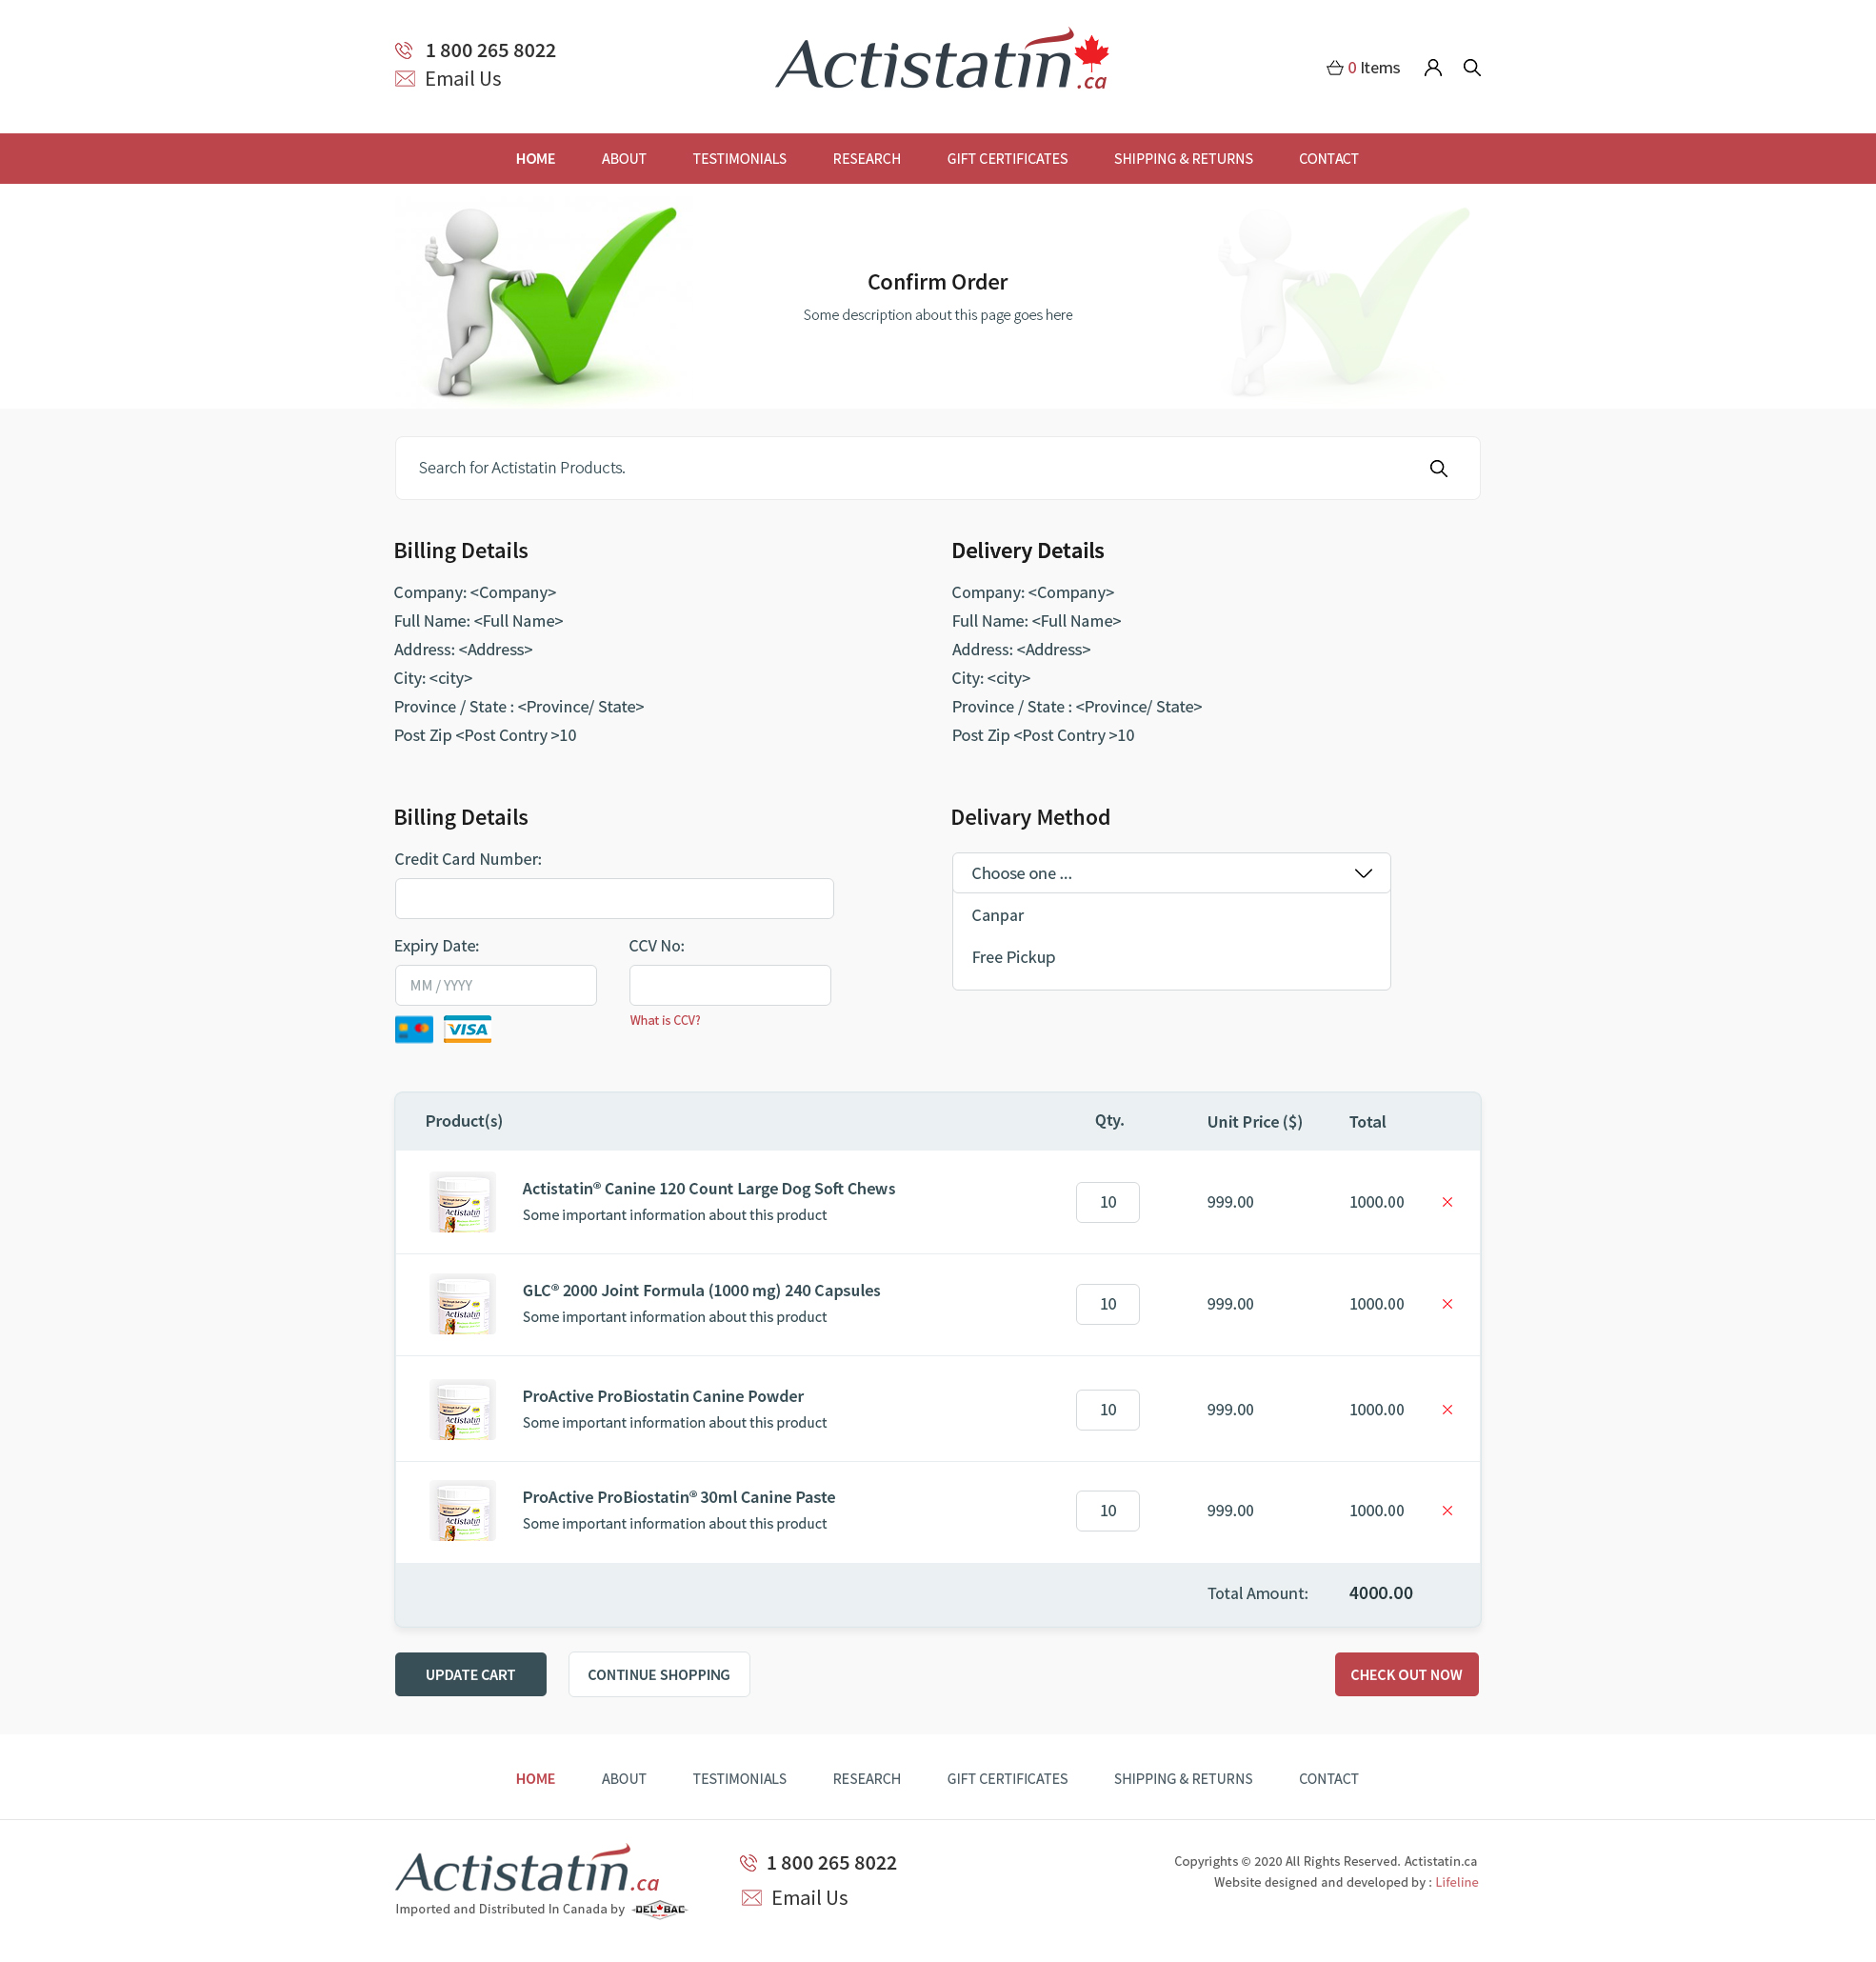 1 800 265 8022
Email Us
Actistatin
.ca
0 Items
HOME ABOUT TESTIMONIALS RESEARCH GIFT CERTIFICATES SHIPPING & RETURNS CONTACT
Confirm Order
Some description about this page goes here
Search for Actistatin Products.
Billing Details
Company: <Company>
Full Name: <Full Name>
Address: <Address>
City: <city>
Province / State : <Province/ State>
Post Zip <Post Contry >10
Delivery Details
Company: <Company>
Full Name: <Full Name>
Address: <Address>
City: <city>
Province / State : <Province/ State>
Post Zip <Post Contry >10
Billing Details
Credit Card Number:
Expiry Date: CCV No:
MM / YYYY
VISA
What is CCV?
Delivary Method
Choose one ...
Canpar
Free Pickup
Product(s) Qty. Unit Price ($) Total
Actistatin
Actistatin® Canine 120 Count Large Dog Soft Chews
Some important information about this product
10 999.00 1000.00
Actistatin
GLC® 2000 Joint Formula (1000 mg) 240 Capsules
Some important information about this product
10 999.00 1000.00
Actistatin
ProActive ProBiostatin Canine Powder
Some important information about this product
10 999.00 1000.00
Actistatin
ProActive ProBiostatin® 30ml Canine Paste
Some important information about this product
10 999.00 1000.00
Total Amount: 4000.00
UPDATE CART CONTINUE SHOPPING CHECK OUT NOW
HOME ABOUT TESTIMONIALS RESEARCH GIFT CERTIFICATES SHIPPING & RETURNS CONTACT
Actistatin.ca
Imported and Distributed In Canada by DEL BAC
1 800 265 8022
Email Us
Copyrights © 2020 All Rights Reserved. Actistatin.ca
Website designed and developed by : Lifeline